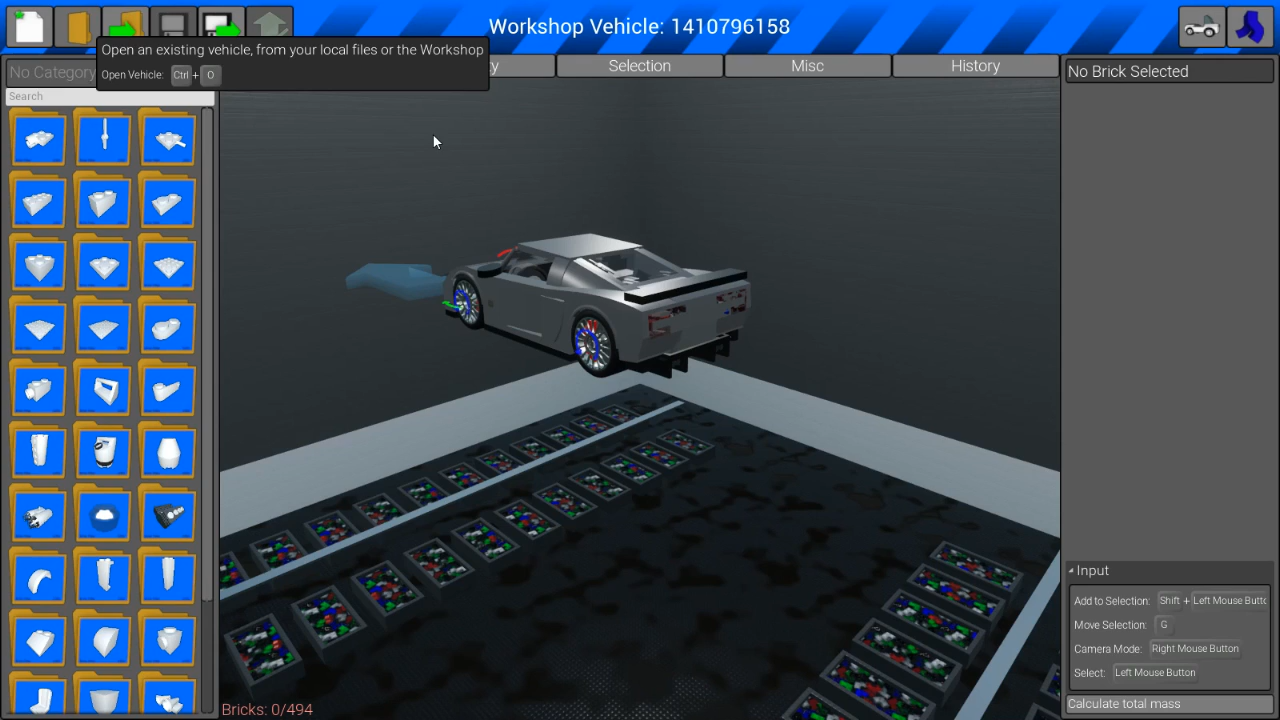 Workshop Vehicle: 1410796158
Open an existing vehicle, from your local files or the Workshop
Open Vehicle: Ctrl + O
No Category
Search
Selection
Misc
History
No Brick Selected
Input
Add to Selection: Shift + Left Mouse Butto
Move Selection: G
Camera Mode: Right Mouse Button
Select: Left Mouse Button
Calculate total mass
Bricks: 0/494